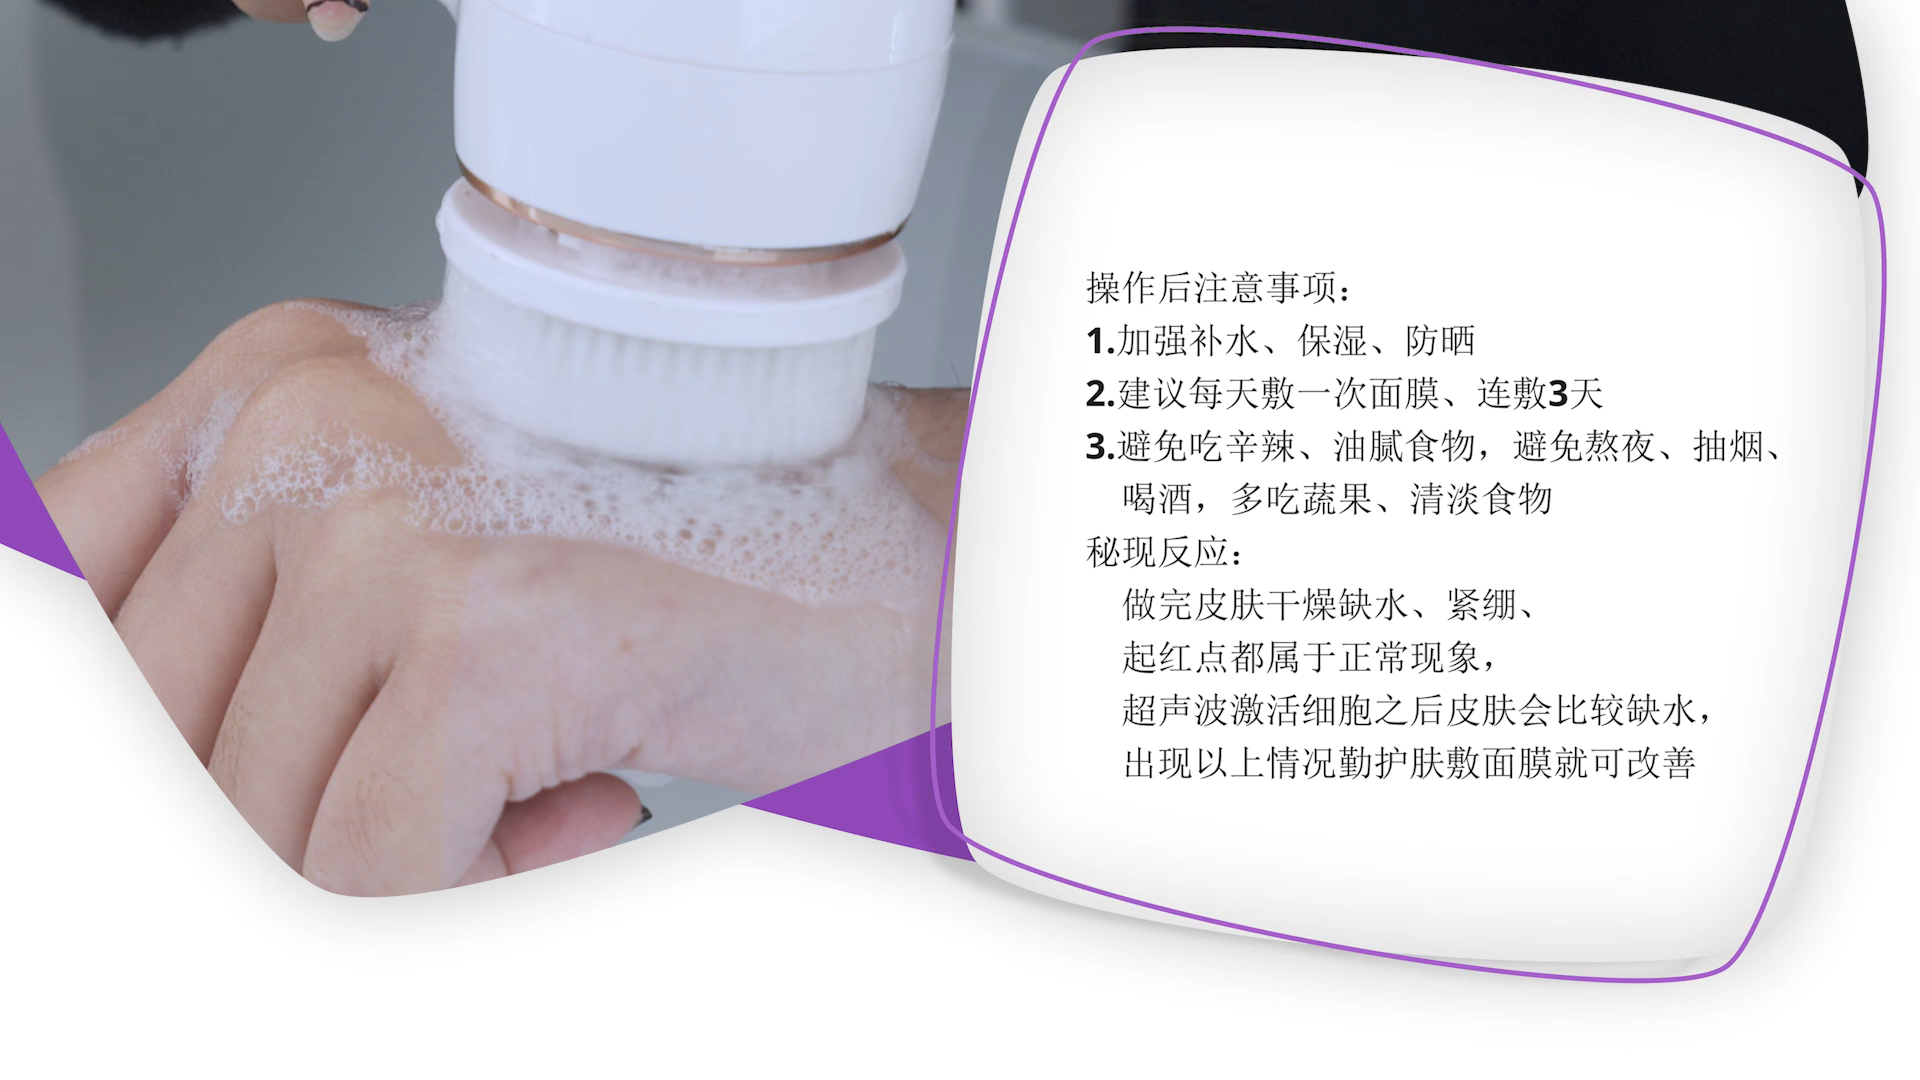 操作后注意事项：
1.加强补水、保湿、防晒
2.建议每天敷一次面膜、连敷3天
3.避免吃辛辣、油腻食物，避免熬夜、抽烟、
喝酒，多吃蔬果、清淡食物
秘现反应：
做完皮肤干燥缺水、紧绷、
起红点都属于正常现象，
超声波激活细胞之后皮肤会比较缺水，
出现以上情况勤护肤敷面膜就可改善